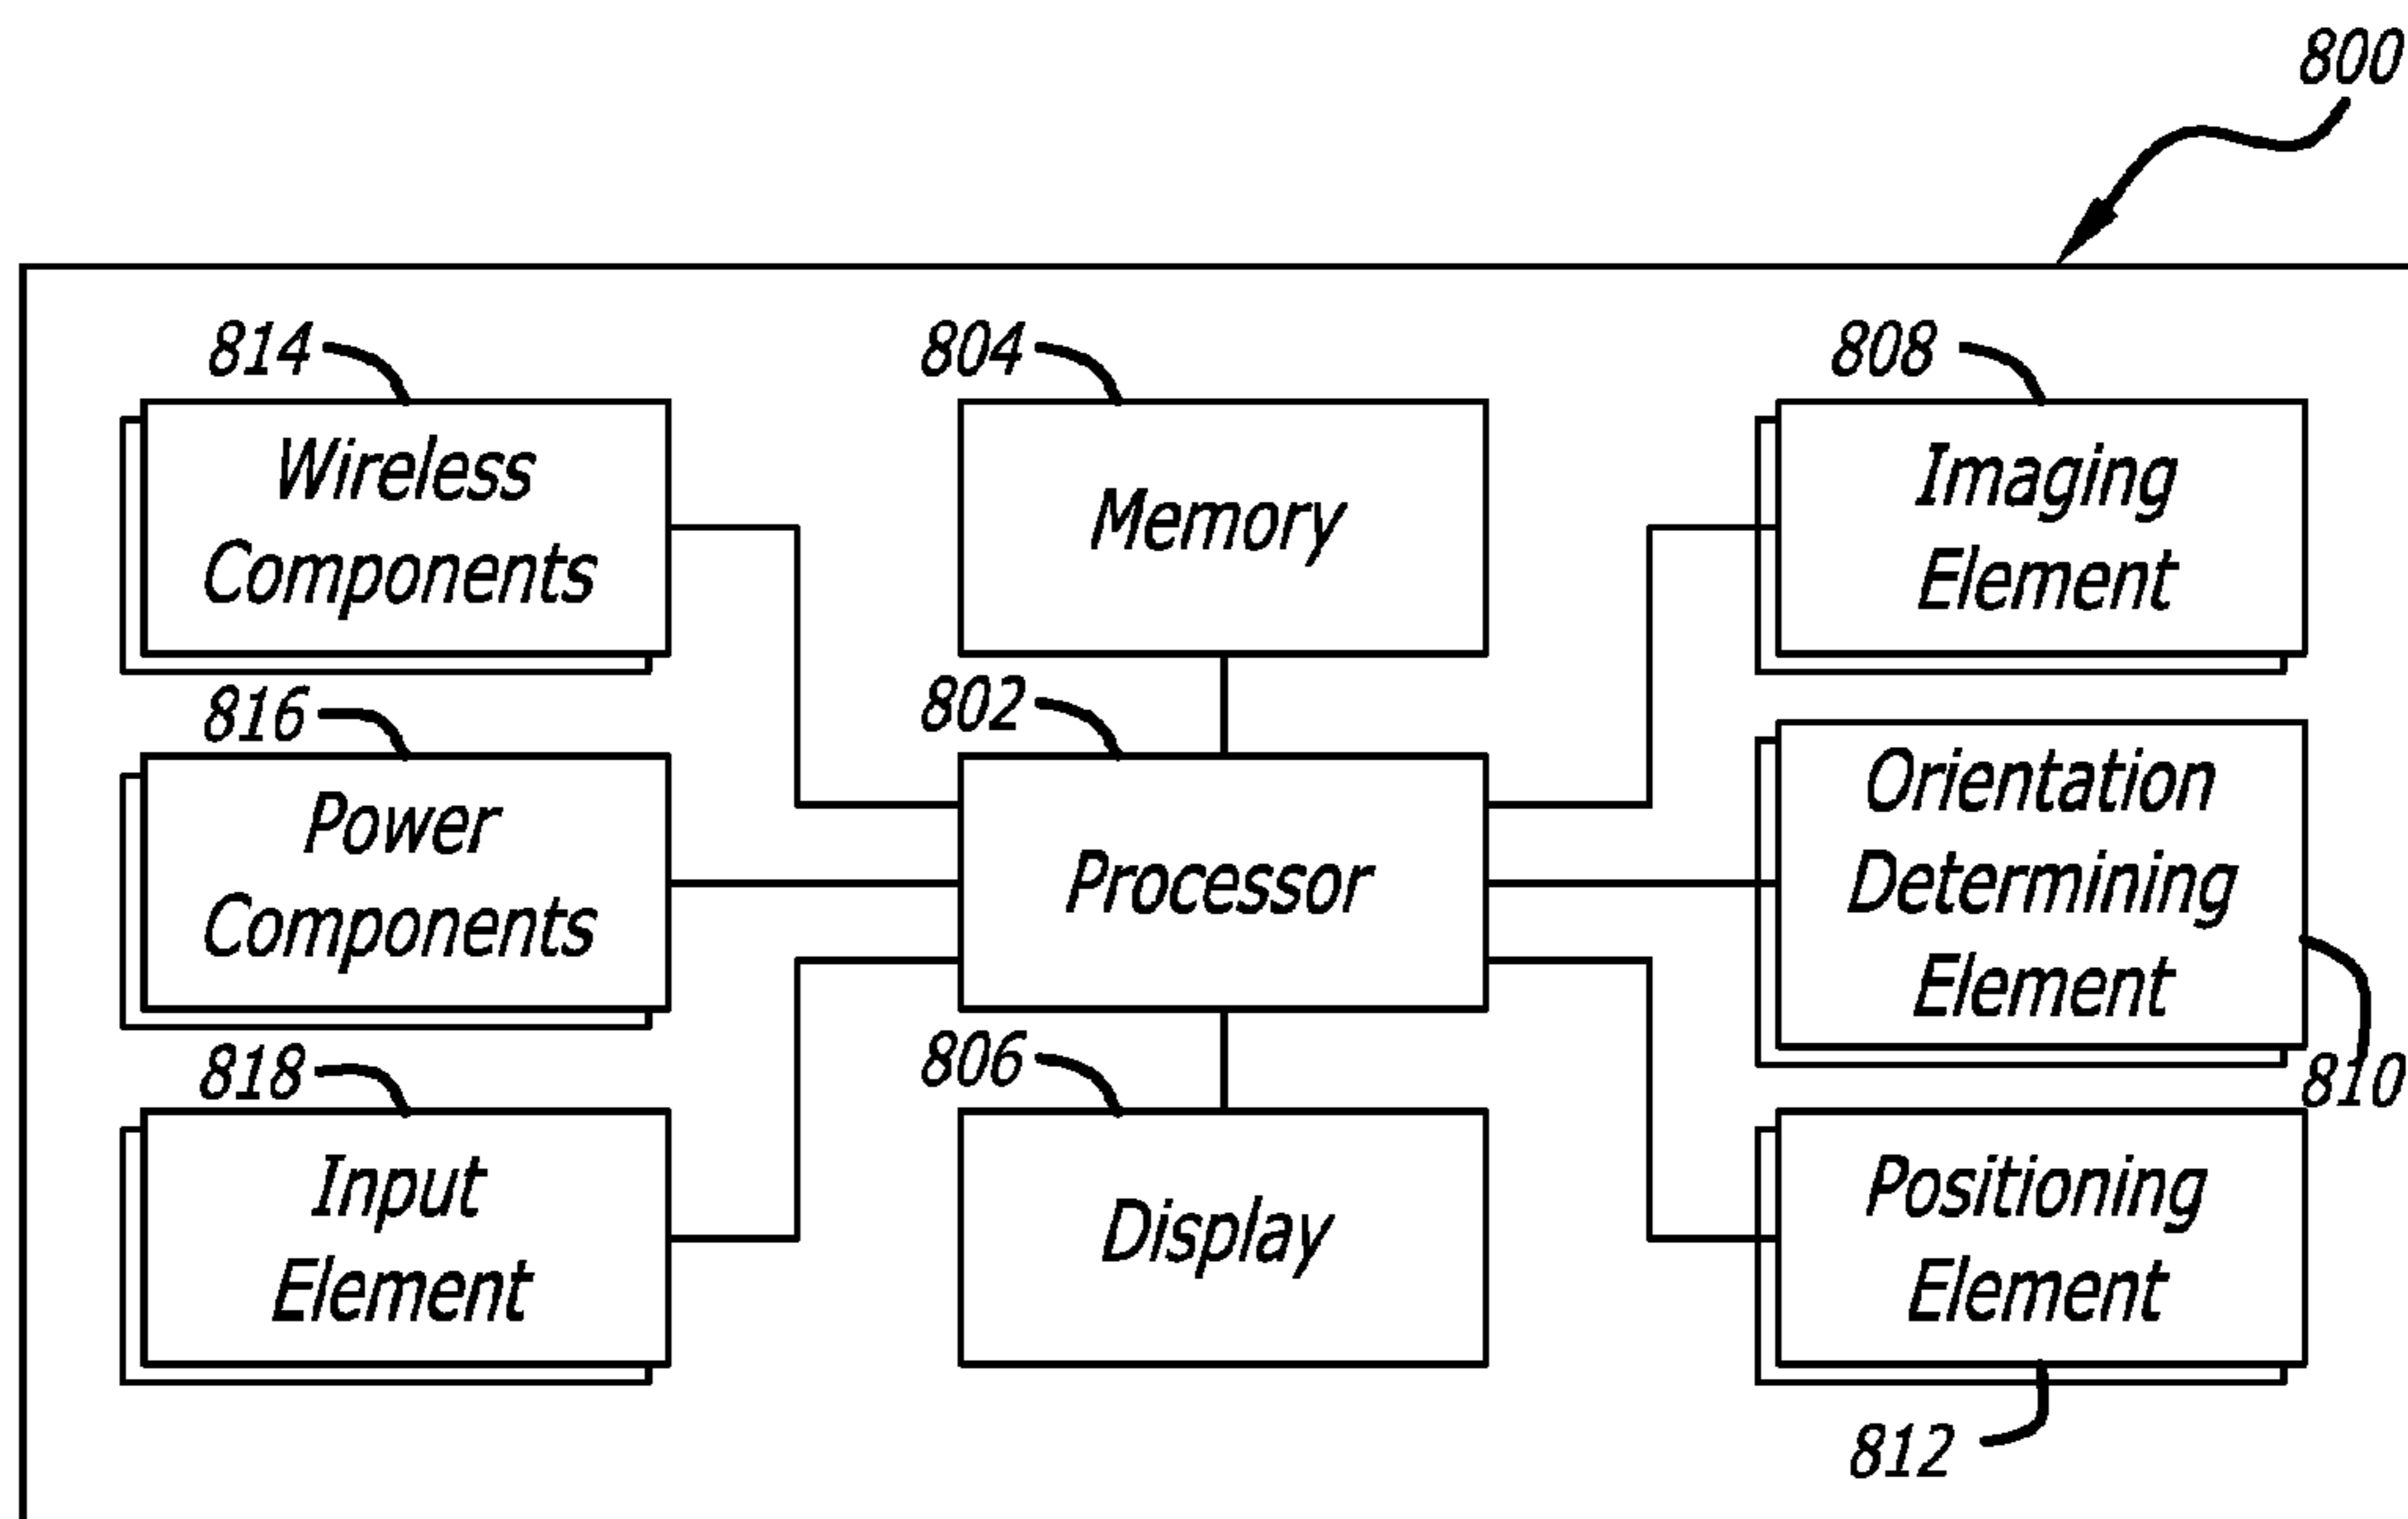 800
814
804
808
Wireless
Components
Memory
Imaging
Element
816
802
Power
Components
Processor
Orientation
Determining
Element
810
818
806
Input
Element
Display
Positioning
Element
812